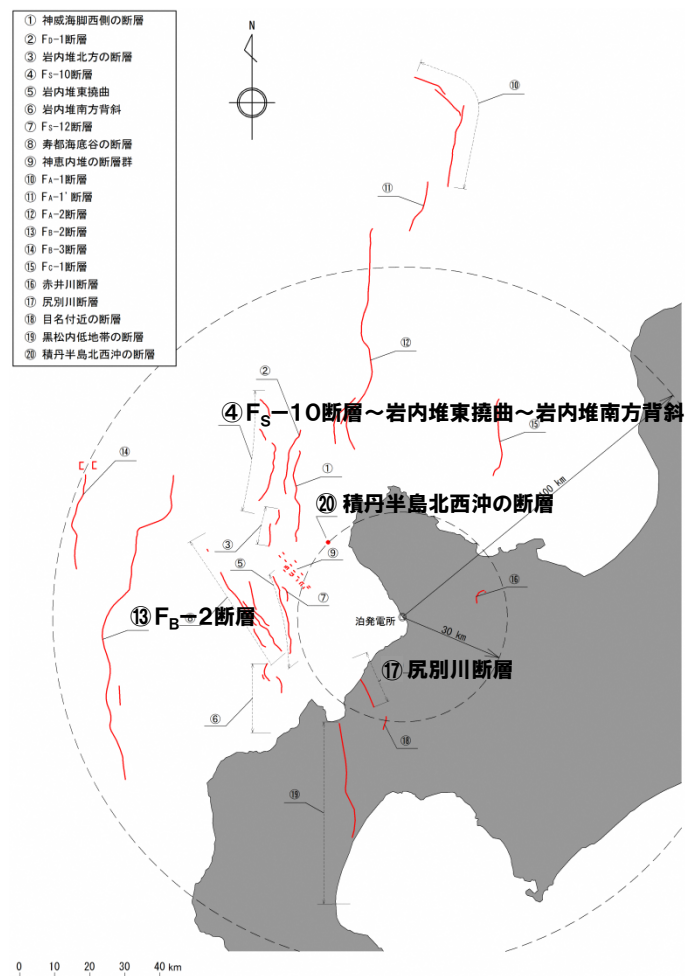 ① 神威海脚西側の断層
② FD-1断層
③ 岩内堆北方の断層
④ FS-10断層
⑤ 岩内堆東撓曲
⑥ 岩内堆南方背斜
⑦ FS-12断層
⑧ 寿都海底谷の断層
⑨ 神恵内堆の断層群
⑩ FA-1断層
⑪ FA-1'断層
⑫ FA-2断層
⑬ FB-2断層
⑭ FB-3断層
⑮ FC-1断層
⑯ 赤井川断層
⑰ 尻別川断層
⑱ 目名付近の断層
⑲ 黒松内低地帯の断層
⑳ 積丹半島北西沖の断層
N
⑩
⑪
⑫
②
④ FS-10断層～岩内堆東撓曲～岩内堆南方背斜
⑮
⑭
①
00 km
⑳ 積丹半島北西沖の断層
③
⑨
⑤
⑯
⑦
⑬ FB-2断層
泊発電所
30 km
⑰ 尻別川断層
⑥
⑱
⑲
0 10 20 30 40 km